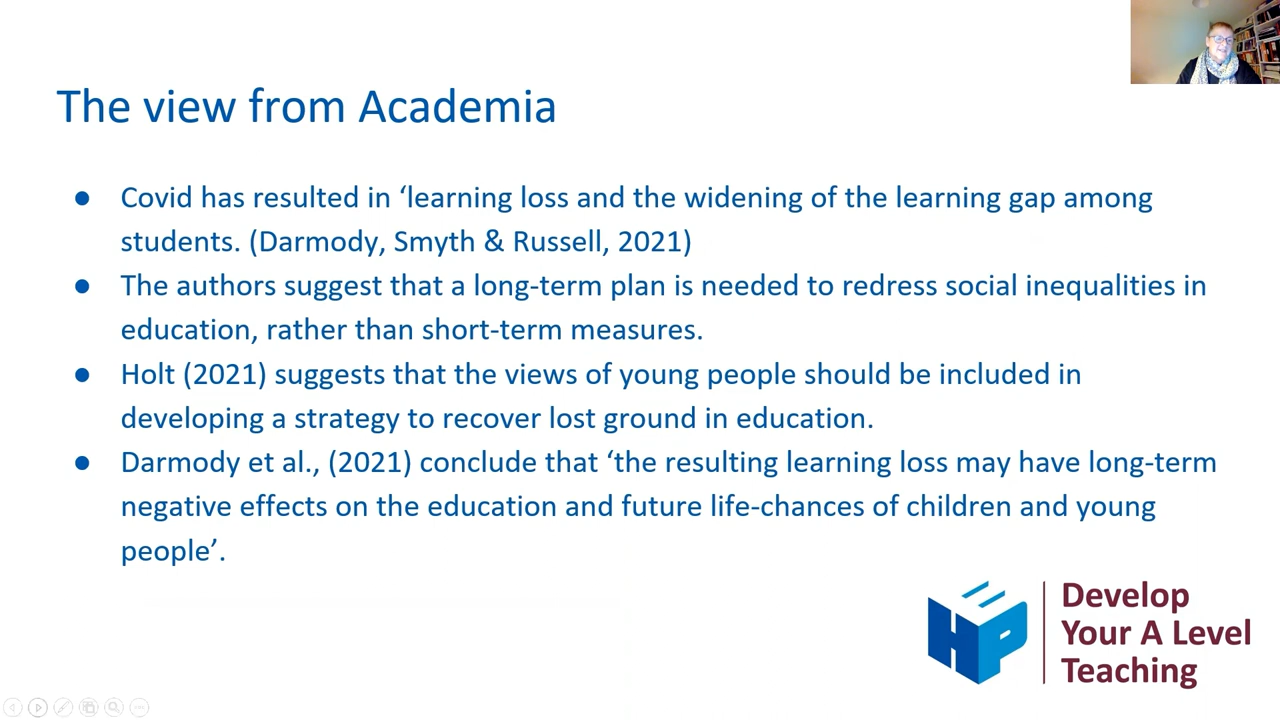 The view from Academia
● Covid has resulted in ‘learning loss and the widening of the learning gap among
students. (Darmody, Smyth & Russell, 2021)
● The authors suggest that a long-term plan is needed to redress social inequalities in
education, rather than short-term measures.
● Holt (2021) suggests that the views of young people should be included in
developing a strategy to recover lost ground in education.
● Darmody et al., (2021) conclude that ‘the resulting learning loss may have long-term
negative effects on the education and future life-chances of children and young
people’.
HEP
Develop
Your A Level
Teaching